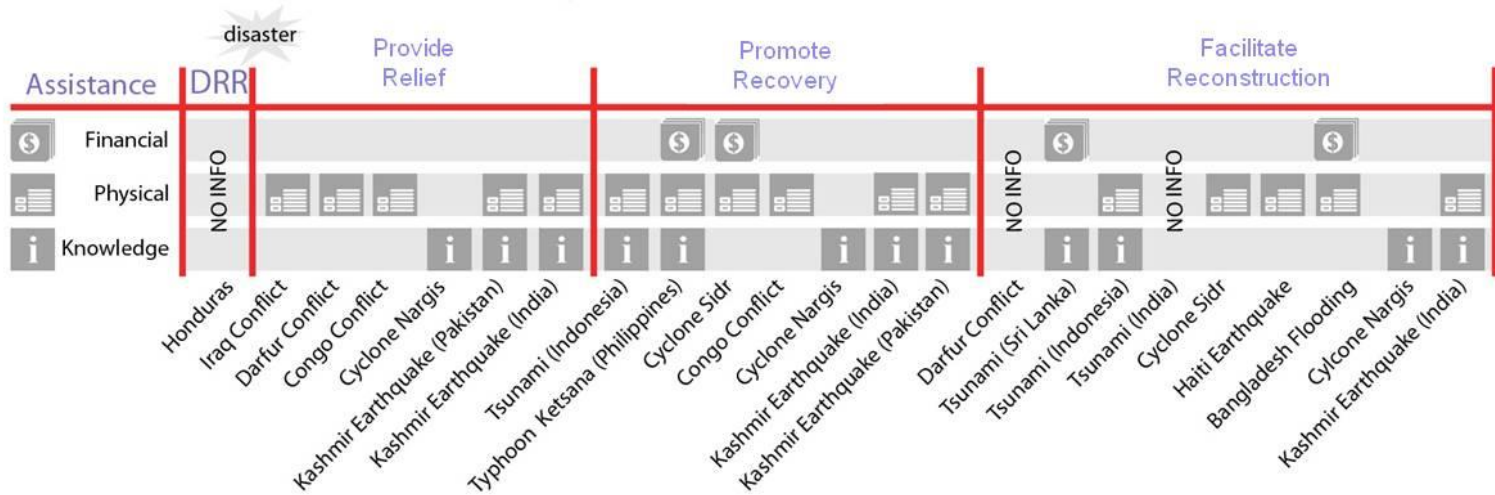 disaster
Provide
Relief
Promote
Recovery
Facilitate
Reconstruction
Assistance
DRR
Financial
$
$
$
$
$
Physical
Knowledge
i
i
i
i
i
i
i
i
i
i
i
i
i
NO INFO
NO INFO
NO INFO
Honduras
Iraq Conflict
Darfur Conflict
Congo Conflict
Cyclone Nargis
Kashmir Earthquake (Pakistan)
Kashmir Earthquake (India)
Tsunami (Indonesia)
Typhoon Ketsana (Philippines)
Cyclone Sidr
Congo Conflict
Cyclone Nargis
Kashmir Earthquake (India)
Kashmir Earthquake (Pakistan)
Darfur Conflict
Tsunami (Sri Lanka)
Tsunami (Indonesia)
Tsunami (India)
Cyclone Sidr
Haiti Earthquake
Bangladesh Flooding
Cylcone Nargis
Kashmir Earthquake (India)